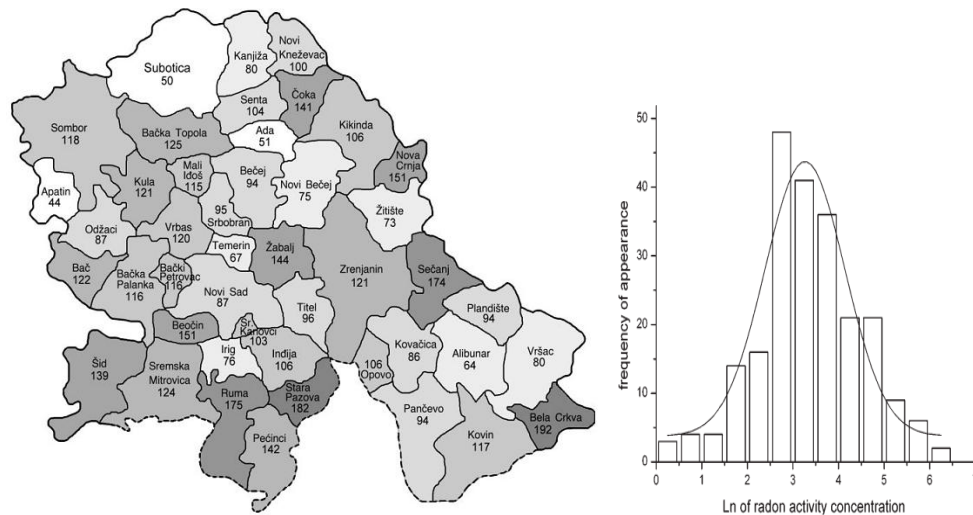 Subotica
50
Kanjiža
80
Novi
Kneževac
100
Senta
104
Čoka
141
Sombor
118
Bačka Topola
125
Ada
51
Kikinda
106
Nova
Crnja
151
Apatin
44
Kula
121
Mali
Iđoš
115
Bečej
94
Novi Bečej
75
Žitište
73
Odžaci
87
Vrbas
120
95
Srbobran
Temerin
67
Žabalj
144
Zrenjanin
121
Sečanj
174
Bač
122
Bačka
Palanka
116
Bački
Petrovac
116
Novi Sad
87
Titel
96
Plandište
94
Beočin
151
Sr.
Karlovci
103
Šid
139
Sremska
Mitrovica
124
Irig
76
Inđija
106
106
Opovo
Kovačica
86
Alibunar
64
Vršac
80
Ruma
175
Stara
Pazova
182
Pećinci
142
Pančevo
94
Kovin
117
Bela Crkva
192
frequency of appearance
50
40
30
20
10
0
0 1 2 3 4 5 6
Ln of radon activity concentration